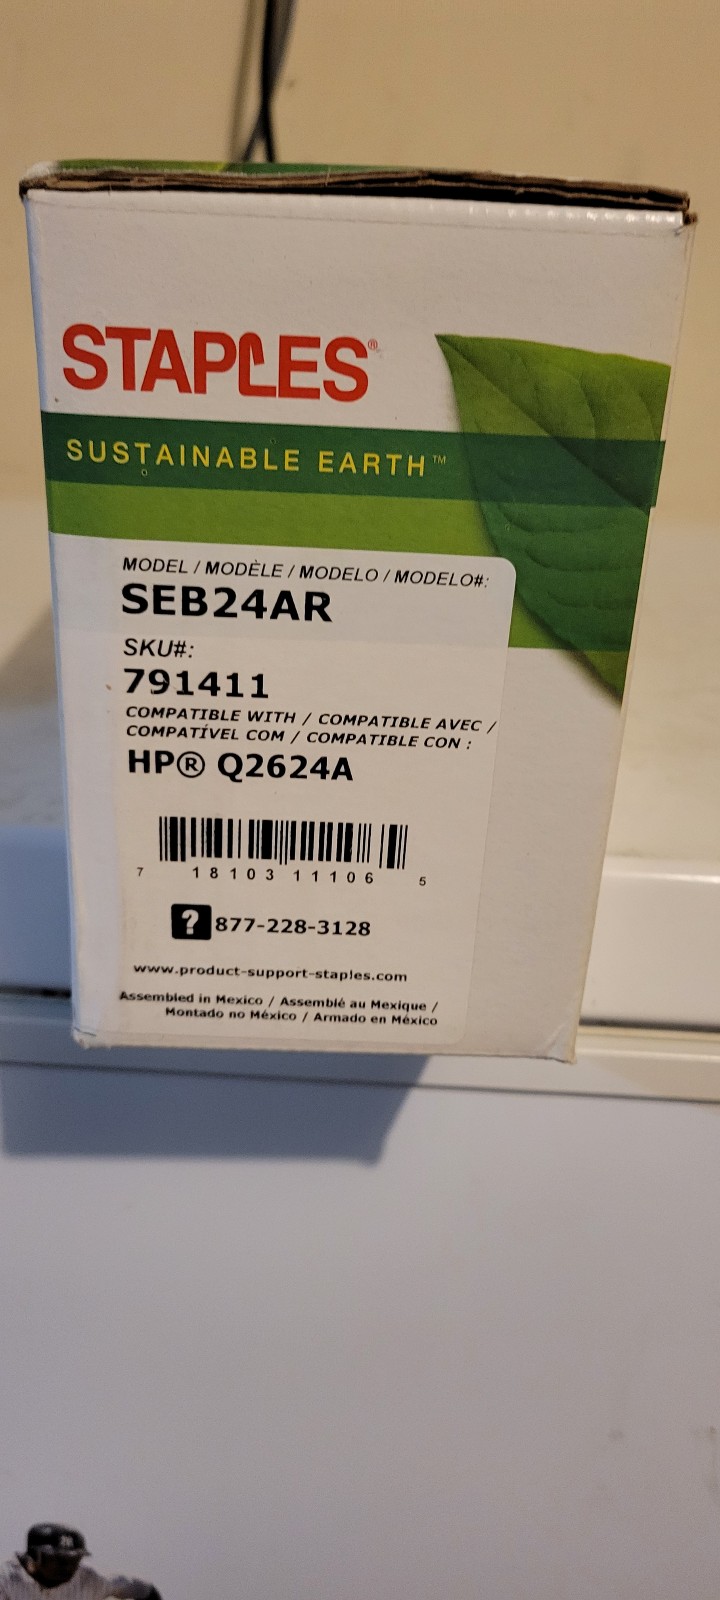 STAPLES®
SUSTAINABLE EARTH™
MODEL / MODÈLE / MODELO / MODELO#:
SEB24AR
SKU#:
791411
COMPATIBLE WITH / COMPATIBLE AVEC /
COMPATÍVEL COM / COMPATIBLE CON :
HP® Q2624A
7 18103 11106 5
? 877-228-3128
www.product-support-staples.com
Assembled in Mexico / Assemblé au Mexique /
Montado no México / Armado en México